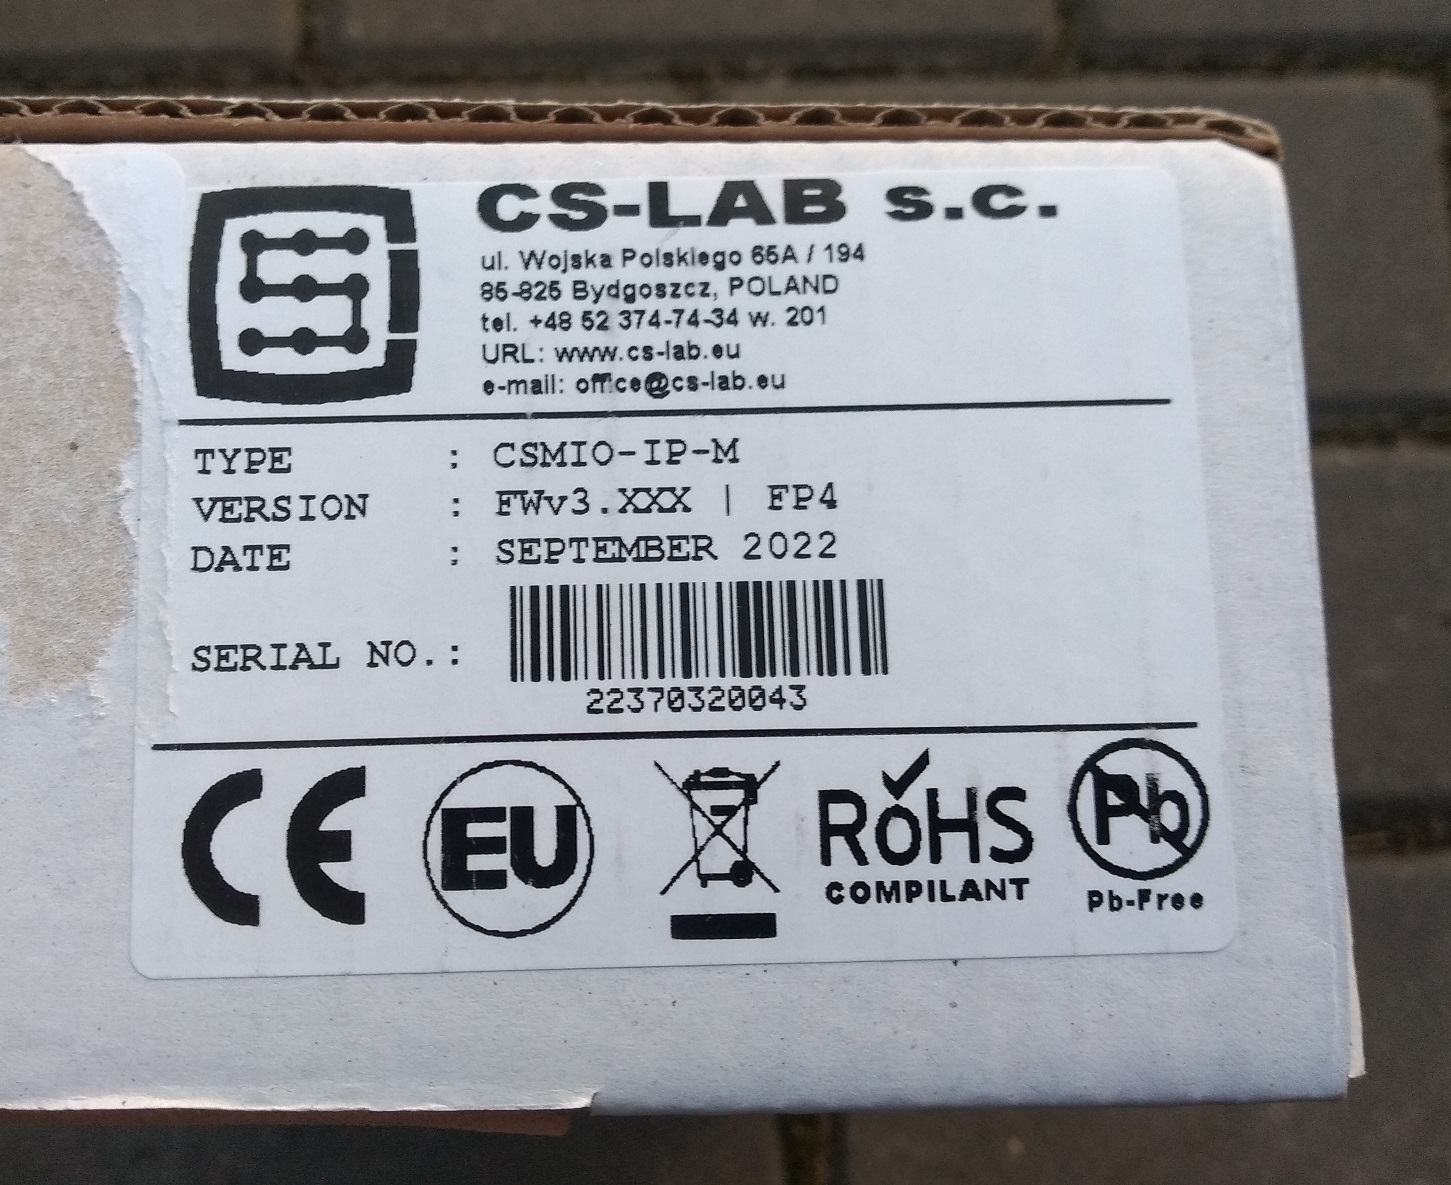 CS-LAB s.c.
ul. Wojska Polskiego 65A / 194
85-825 Bydgoszcz, POLAND
tel. +48 52 374-74-34 w. 201
URL: www.cs-lab.eu
e-mail: office@cs-lab.eu
TYPE : CSMIO-IP-M
VERSION : FWv3.XXX | FP4
DATE : SEPTEMBER 2022
SERIAL NO.:
22370320043
CE EU RoHS Pb
COMPILANT Pb-Free